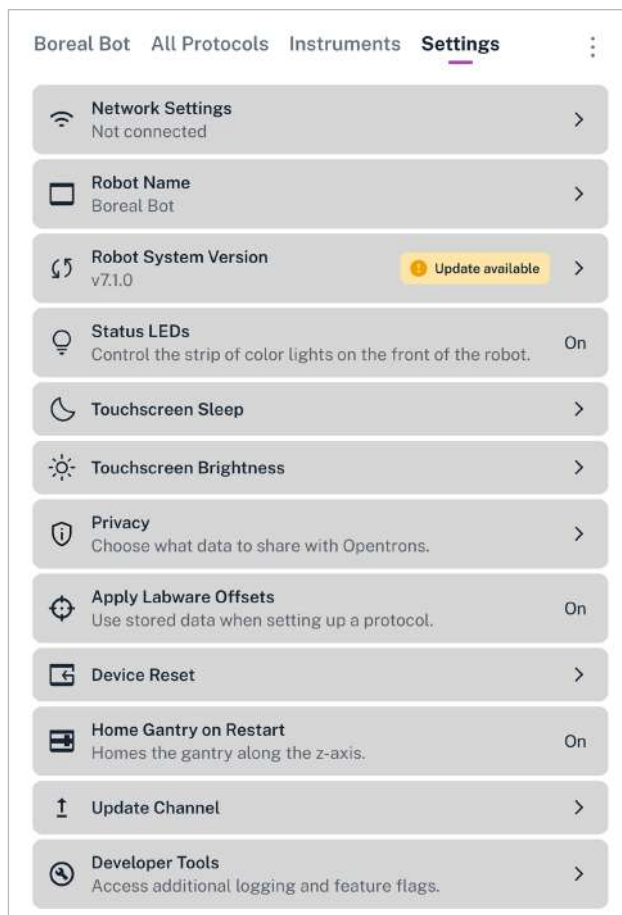 Boreal Bot All Protocols Instruments Settings
Network Settings
Not connected
Robot Name
Boreal Bot
Robot System Version
v7.1.0
Update available
Status LEDs
Control the strip of color lights on the front of the robot.
On
Touchscreen Sleep
Touchscreen Brightness
Privacy
Choose what data to share with Opentrons.
Apply Labware Offsets
Use stored data when setting up a protocol.
On
Device Reset
Home Gantry on Restart
Homes the gantry along the z-axis.
On
Update Channel
Developer Tools
Access additional logging and feature flags.